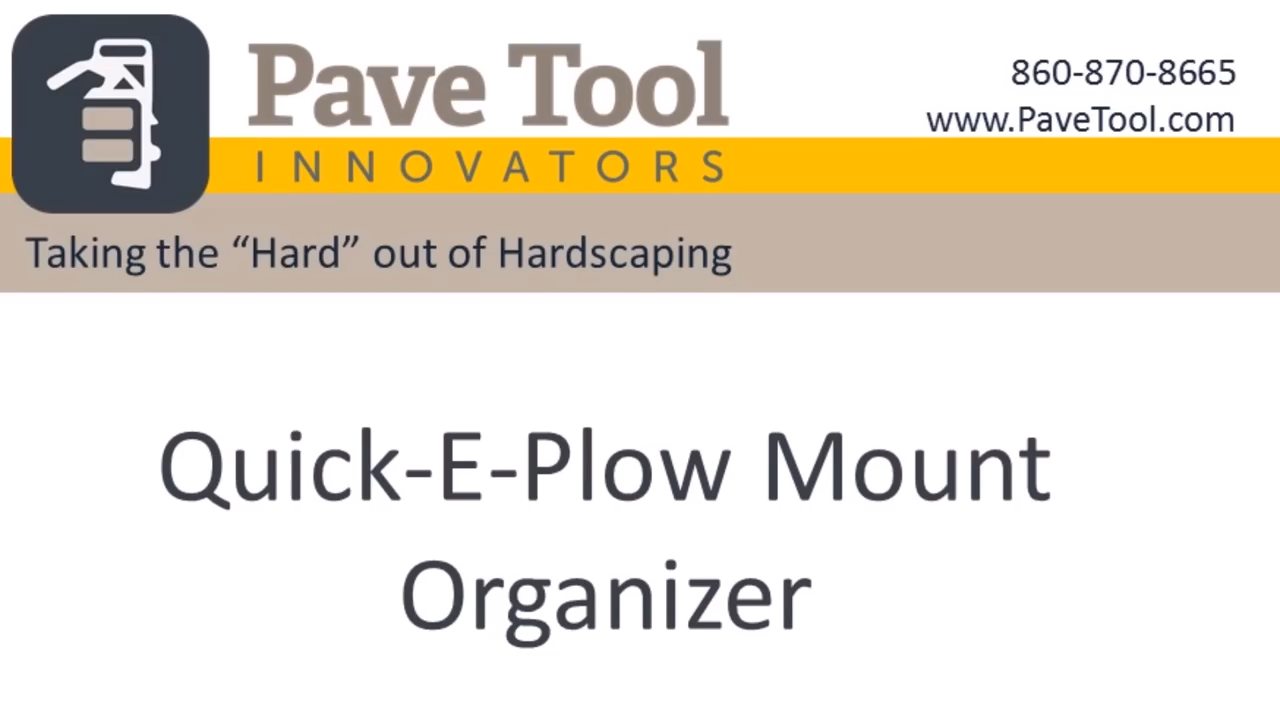 Pave Tool
INNOVATORS
860-870-8665
www.PaveTool.com
Taking the “Hard” out of Hardscaping
Quick-E-Plow Mount
Organizer